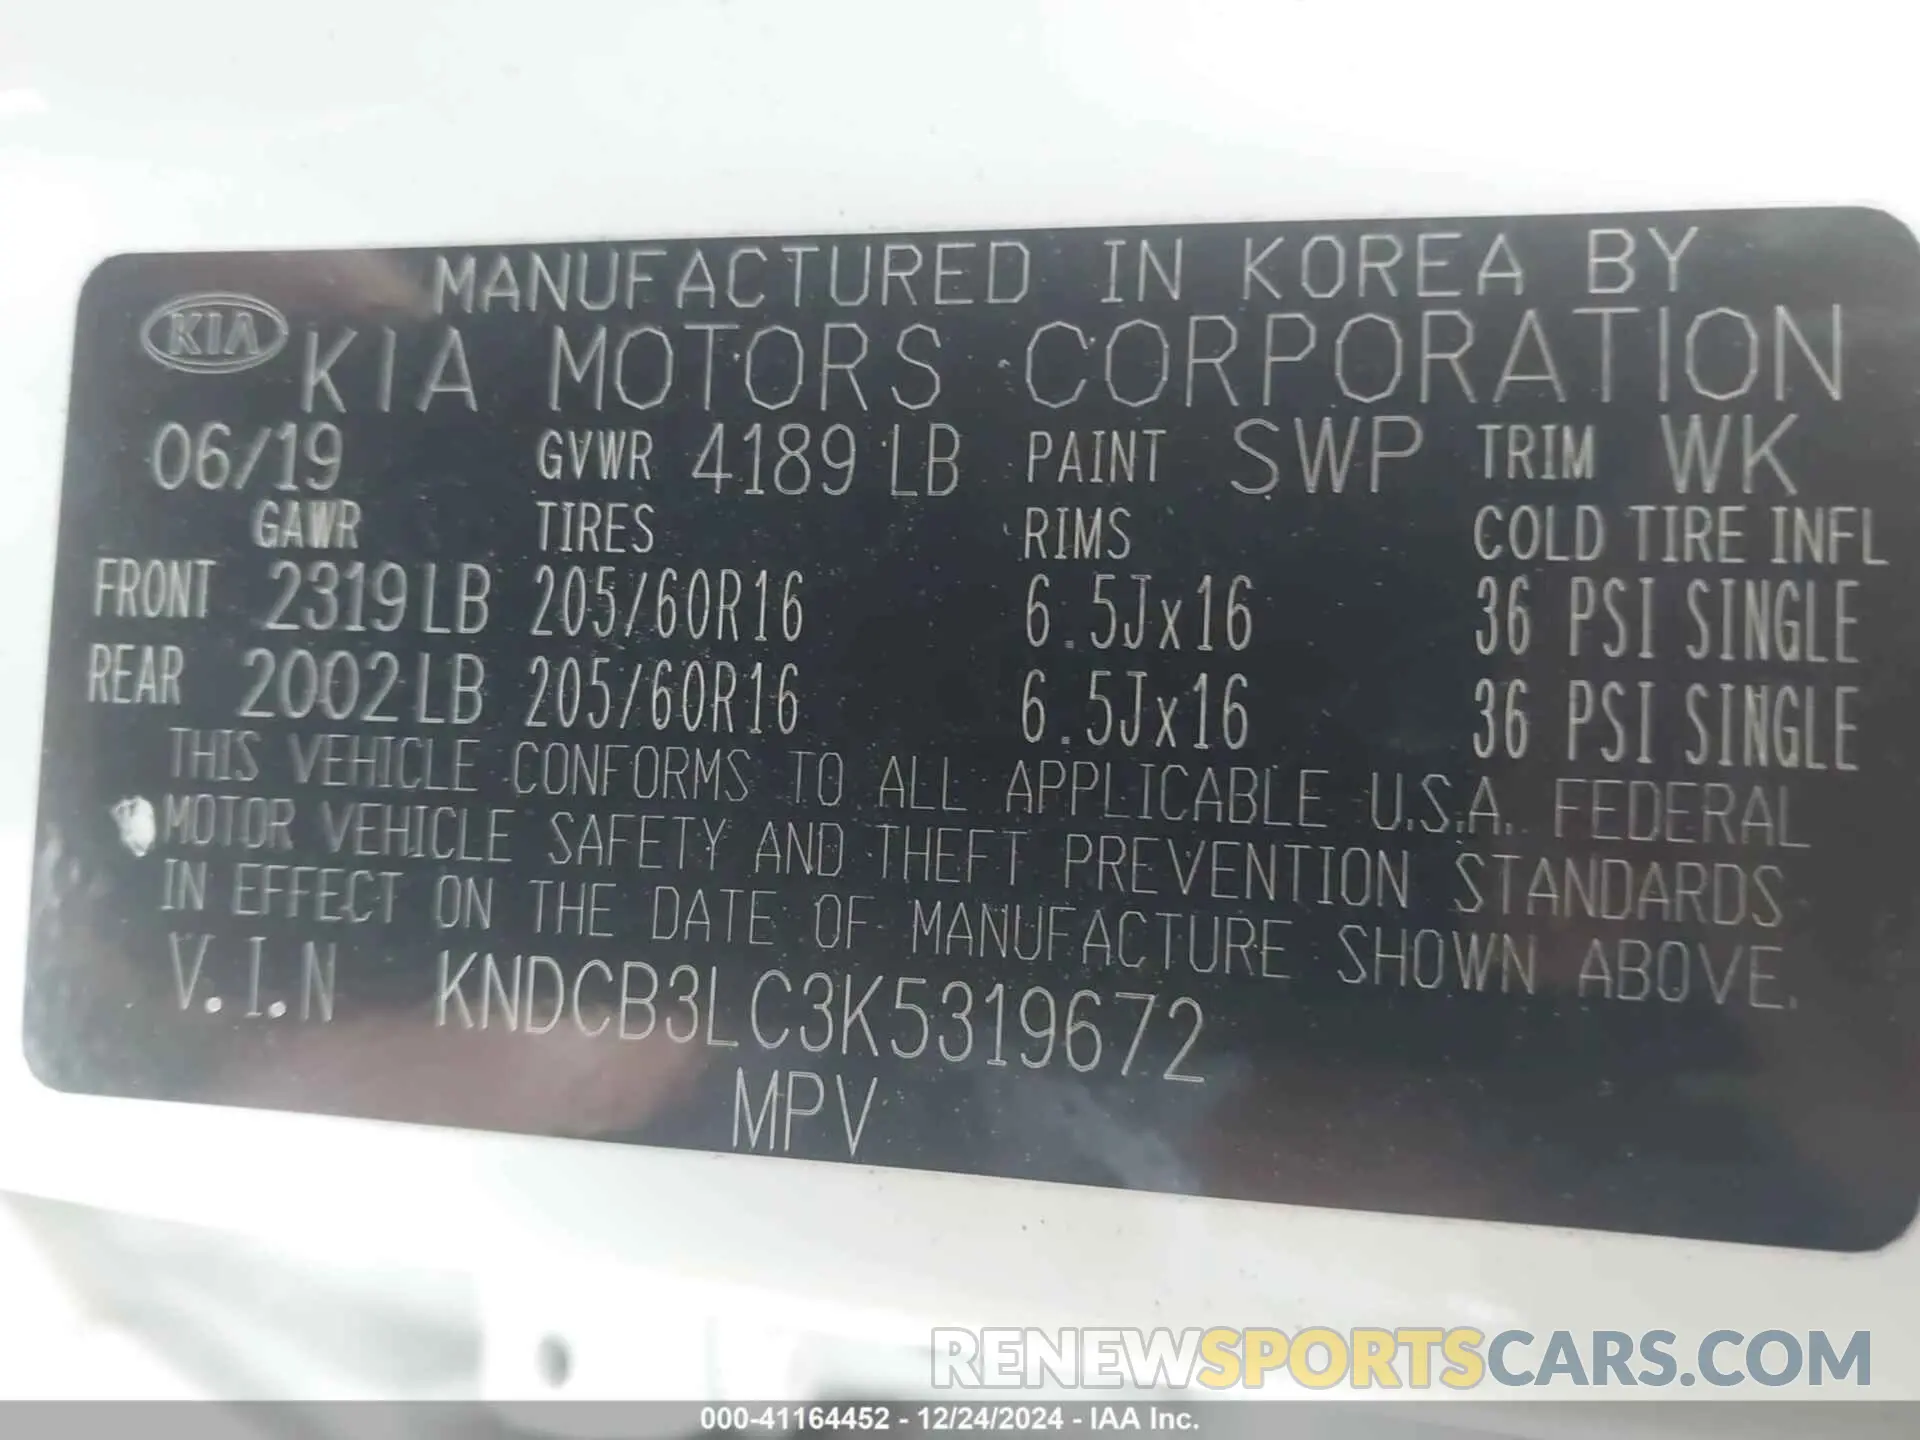 MANUFACTURED IN KOREA BY
KIA KIA MOTORS CORPORATION
06/19 GVWR 4189 LB PAINT SWP TRIM WK
GAWR TIRES RIMS COLD TIRE INFL
FRONT 2319 LB 205/60R16 6.5Jx16 36 PSI SINGLE
REAR 2002 LB 205/60R16 6.5Jx16 36 PSI SINGLE
THIS VEHICLE CONFORMS TO ALL APPLICABLE U.S.A. FEDERAL
MOTOR VEHICLE SAFETY AND THEFT PREVENTION STANDARDS
IN EFFECT ON THE DATE OF MANUFACTURE SHOWN ABOVE.
V.I.N KNDCB3LC3K5319672
MPV
RENEWSPORTSCARS.COM
000-41164452 - 12/24/2024 - IAA Inc.